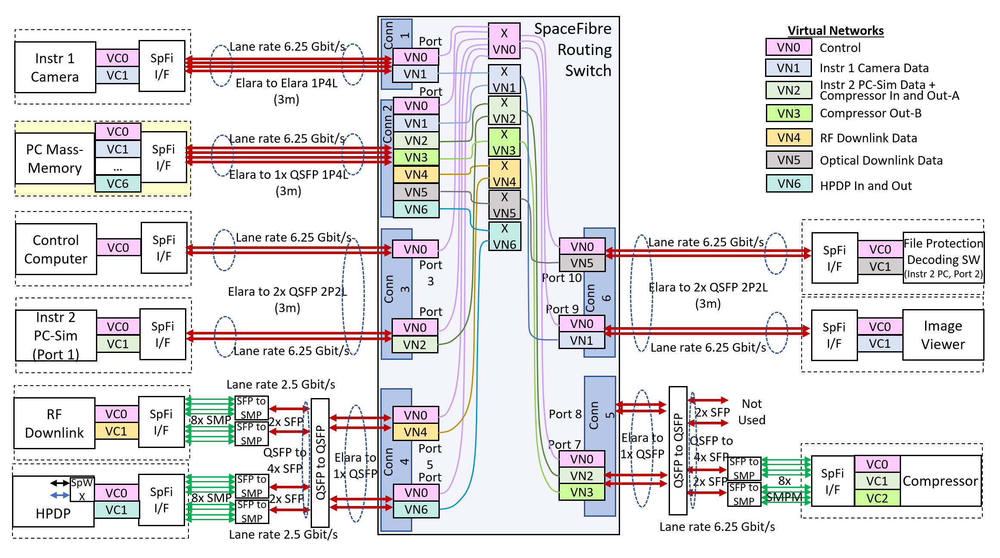 Instr 1
Camera
VC0
VC1
SpFi
I/F
Lane rate 6.25 Gbit/s
Elara to Elara 1P4L
(3m)
PC Mass-
Memory
VC0
VC1
...
VC6
SpFi
I/F
Lane rate 6.25 Gbit/s
Elara to 1x QSFP 1P4L
(3m)
Control
Computer
VC0
SpFi
I/F
Lane rate 6.25 Gbit/s
Elara to 2x QSFP 2P2L
(3m)
Instr 2
PC-Sim
(Port 1)
VC0
VC1
SpFi
I/F
Lane rate 6.25 Gbit/s
RF
Downlink
VC0
VC1
SpFi
I/F
8x SMP
Lane rate 2.5 Gbit/s
SFP to
SMP
SFP to
SMP
2x SFP
QSFP to
4x SFP
QSFP to QSFP
Elara to
1x QSFP
SpW
X
HPDP
VC0
VC1
SpFi
I/F
8x SMP
SFP to
SMP
SFP to
SMP
2x SFP
Lane rate 2.5 Gbit/s
SpaceFibre
Routing
Switch
Conn
1
Port
VN0
VN1
Port
Conn 2
VN0
VN1
VN2
VN3
VN4
VN5
VN6
Conn
3
VN0
Port
3
Port
VN0
VN2
Conn
4
VN0
VN4
Port
5
Port
VN0
VN6
X
VN0
X
VN1
X
VN2
X
VN3
X
VN4
X
VN5
X
VN6
VN0
VN5
Port 10
Conn
6
Port 9
VN0
VN1
Conn
5
Port 8
Port 7
VN0
VN2
VN3
Virtual Networks
VN0 Control
VN1 Instr 1 Camera Data
VN2 Instr 2 PC-Sim Data +
Compressor In and Out-A
VN3 Compressor Out-B
VN4 RF Downlink Data
VN5 Optical Downlink Data
VN6 HPDP In and Out
Lane rate 6.25 Gbit/s
SpFi
I/F
VC0
VC1
File Protection
Decoding SW
(Instr 2 PC, Port 2)
Elara to 2x QSFP 2P2L
(3m)
Lane rate 6.25 Gbit/s
SpFi
I/F
VC0
VC1
Image
Viewer
Elara to
1x QSFP
QSFP to QSFP
2x SFP
Not
Used
QSFP to
4x SFP
2x SFP
SFP to
SMP
SFP to
SMP
8x
SMPM
SpFi
I/F
VC0
VC1
VC2
Compressor
Lane rate 6.25 Gbit/s